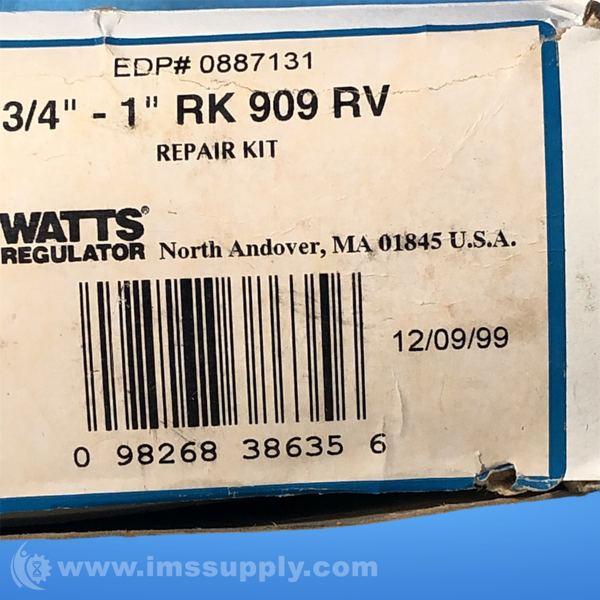 EDP# 0887131
3/4" - 1" RK 909 RV
REPAIR KIT
WATTS®
REGULATOR North Andover, MA 01845 U.S.A.
12/09/99
0 98268 38635 6
www.imssupply.com